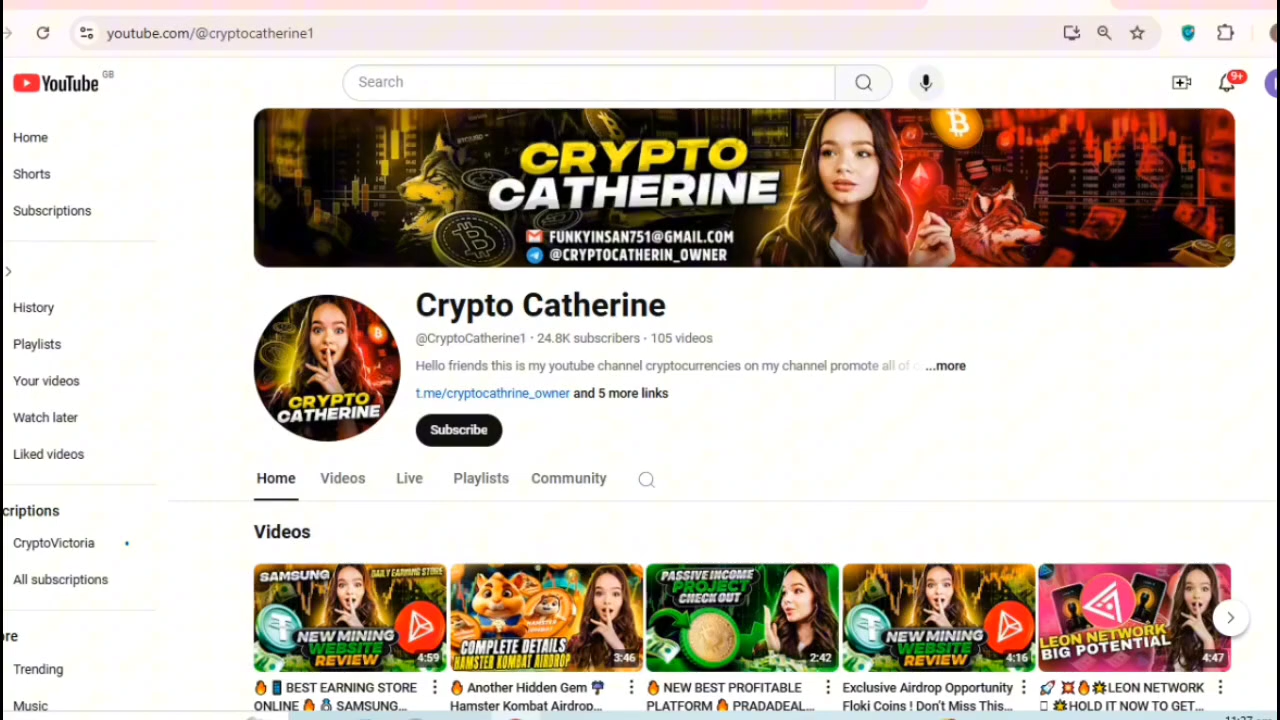 youtube.com/@cryptocatherine1
YouTube GB
Search
9+
Home
Shorts
Subscriptions
History
Playlists
Your videos
Watch later
Liked videos
criptions
CryptoVictoria
All subscriptions
ore
Trending
Music
CRYPTO
CATHERINE
FUNKYINSAN751@GMAIL.COM
@CRYPTOCATHERIN_OWNER
CRYPTO
CATHERINE
Crypto Catherine
@CryptoCatherine1 · 24.8K subscribers · 105 videos
Hello friends this is my youtube channel cryptocurrencies on my channel promote all of ...more
t.me/cryptocathrine_owner and 5 more links
Subscribe
Home Videos Live Playlists Community
Videos
SAMSUNG DAILY EARNING STORE
NEW MINING
WEBSITE
REVIEW
4:59
COMPLETE DETAILS
HAMSTER KOMBAT AIRDROP
3:46
PASSIVE INCOME
PROJECT
CHECK OUT
2:42
NEW MINING
WEBSITE
REVIEW
4:16
LEON NETWORK
BIG POTENTIAL
4:47
🔥📱 BEST EARNING STORE
ONLINE 🔥 💍 SAMSUNG...
🔥 Another Hidden Gem
Hamster Kombat Airdrop...
🔥 NEW BEST PROFITABLE
PLATFORM 🔥 PRADADEAL...
Exclusive Airdrop Opportunity
Floki Coins ! Don't Miss This...
🚀 💥🔥💥LEON NETWORK
💥HOLD IT NOW TO GET...